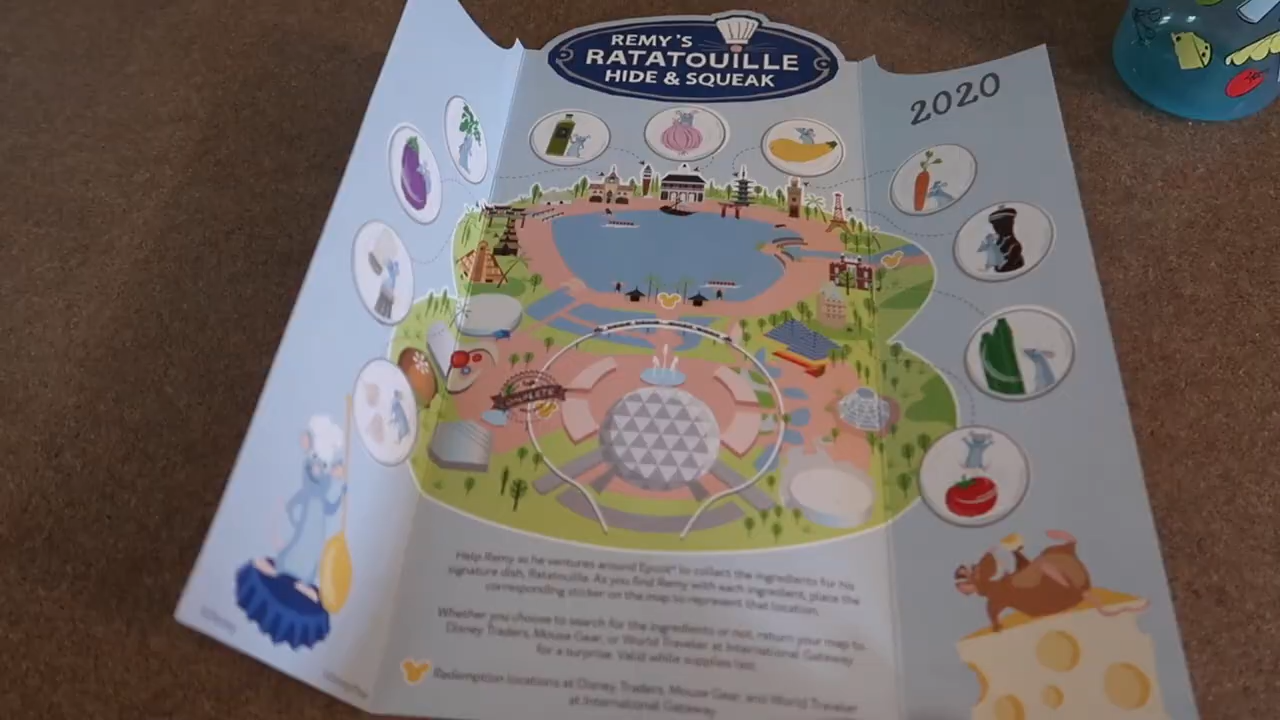 REMY'S
RATATOUILLE
HIDE & SQUEAK
2020
COMPLETE
Help Remy as he ventures around Epcot® to collect the ingredients for his
signature dish, Ratatouille. As you find Remy with each ingredient, place the
corresponding sticker on the map to represent that location.
Whether you choose to search for the ingredients or not, return your map to
Disney Traders, Mouse Gear, or World Traveler at International Gateway
for a surprise. Valid while supplies last.
Redemption locations at Disney Traders, Mouse Gear, and World Traveler
at International Gateway
©Disney